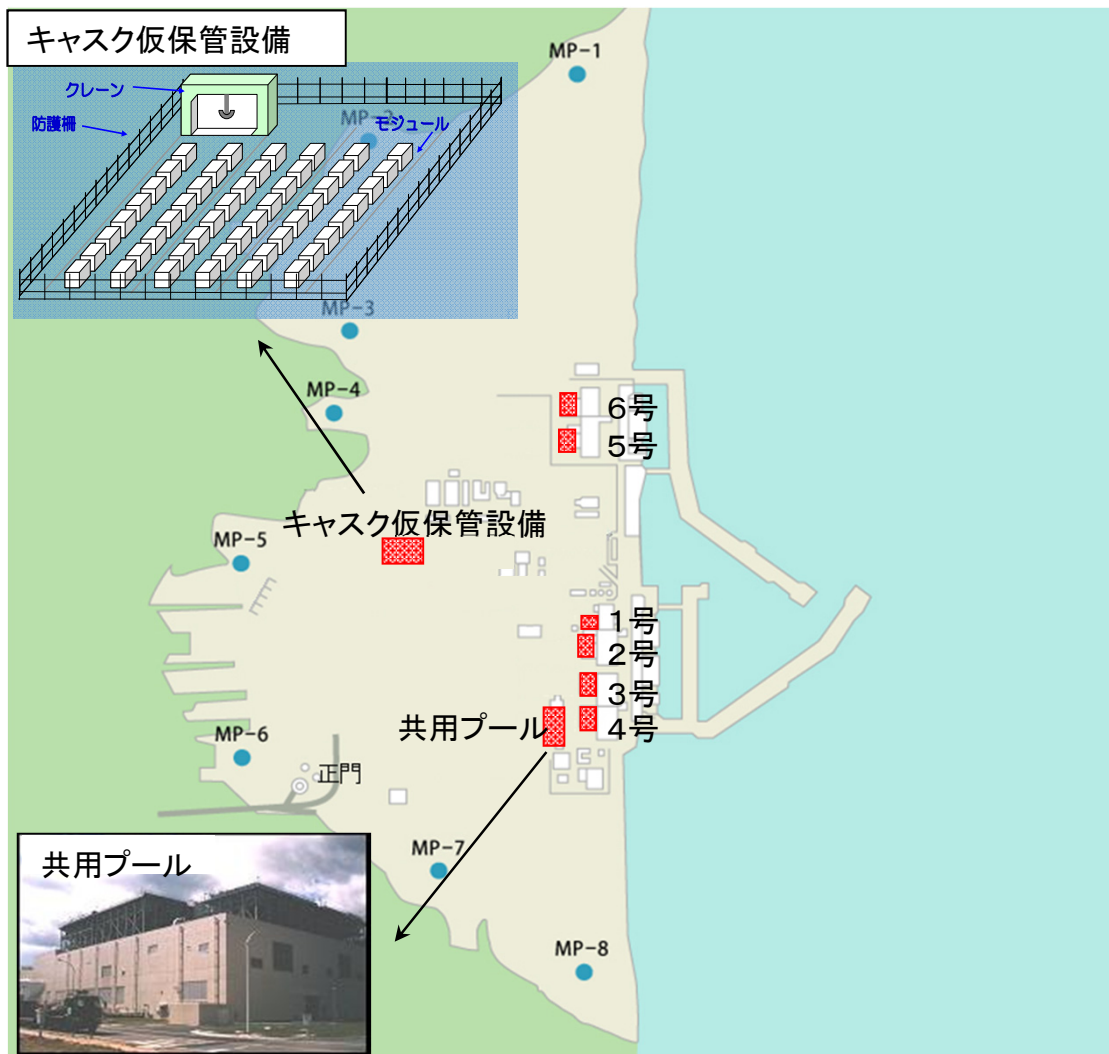 キャスク仮保管設備
クレーン
防護柵
モジュール
MP-1
MP-2
MP-3
MP-4
6号
5号
キャスク仮保管設備
MP-5
1号
2号
3号
共用プール
4号
MP-6
正門
MP-7
共用プール
MP-8